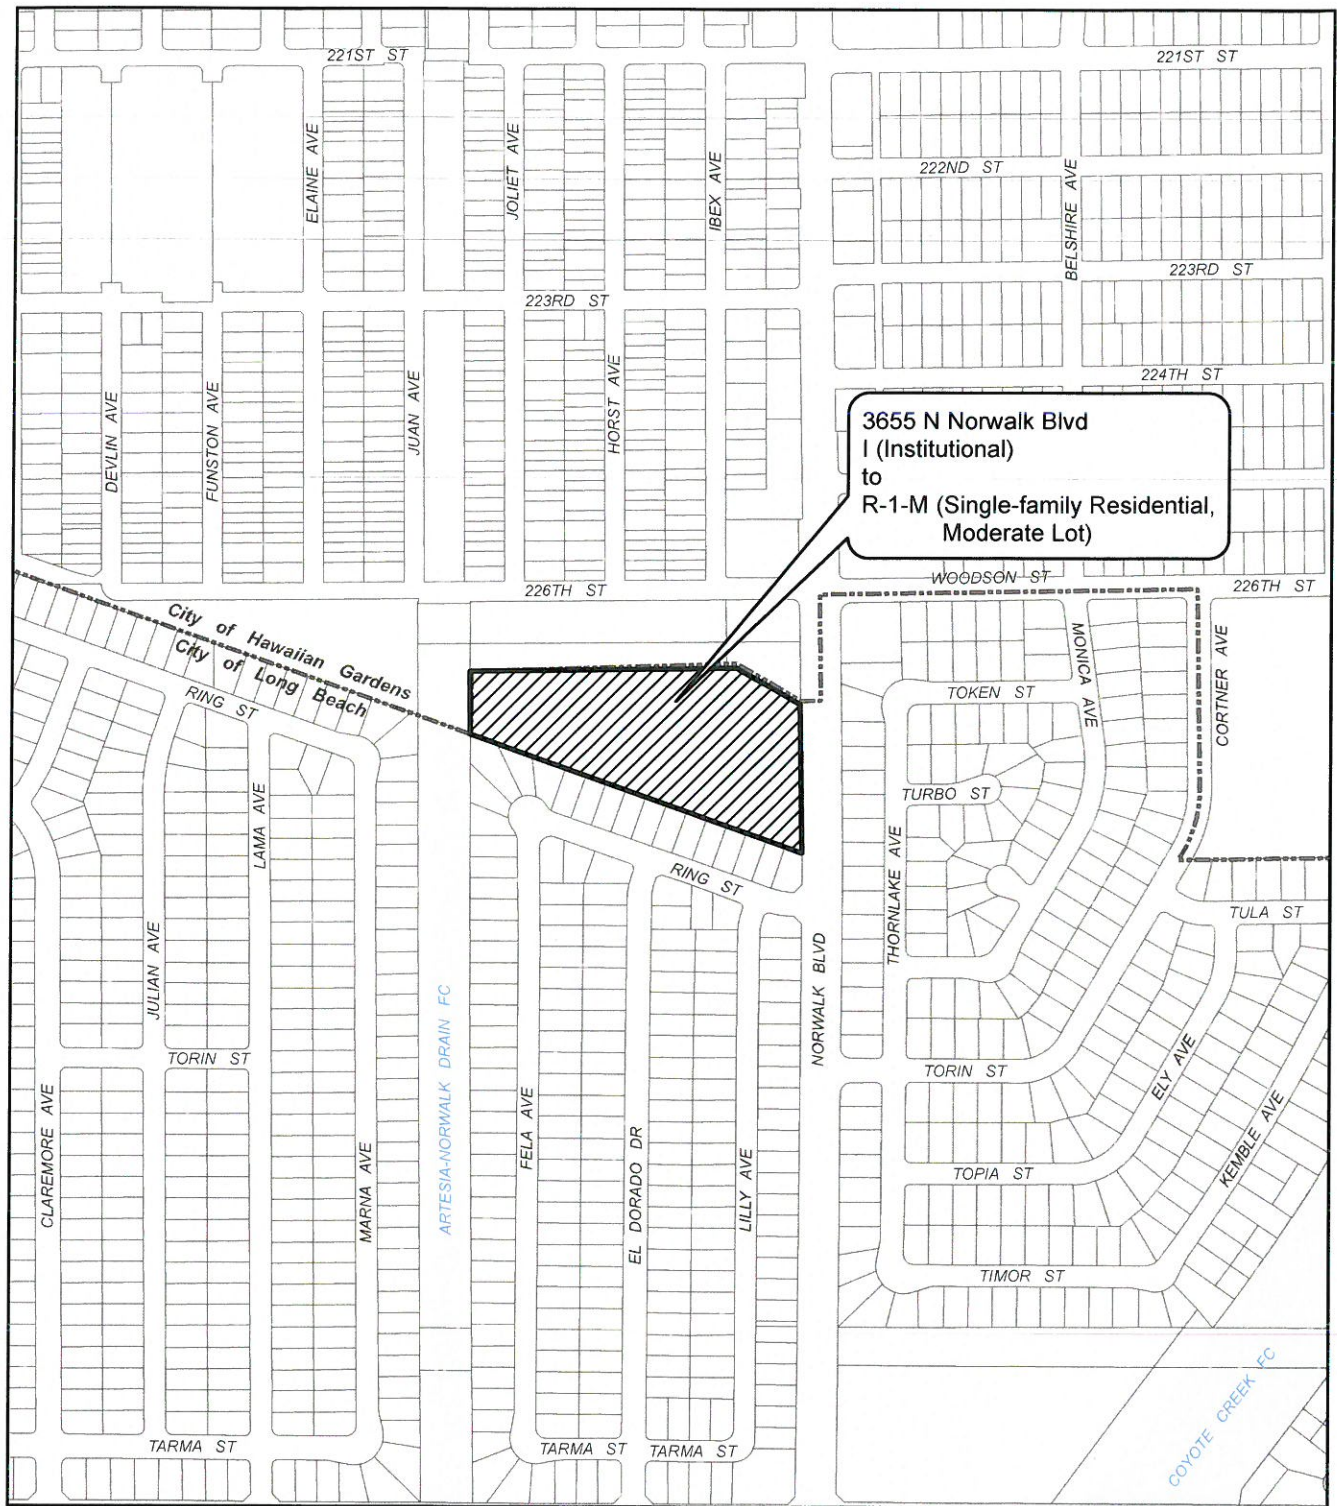 221ST ST
221ST ST
ELAINE AVE
JOLIET AVE
IBEX AVE
222ND ST
BELSHIRE AVE
223RD ST
223RD ST
224TH ST
DEVLIN AVE
FUNSTON AVE
JUAN AVE
HORST AVE
3655 N Norwalk Blvd
I (Institutional)
to
R-1-M (Single-family Residential,
Moderate Lot)
WOODSON ST
226TH ST
226TH ST
City of Hawaiian Gardens
City of Long Beach
RING ST
MONICA AVE
TOKEN ST
CORTNER AVE
TURBO ST
LAMA AVE
THORNLAKE AVE
RING ST
TULA ST
JULIAN AVE
NORWALK BLVD
ARTESIA-NORWALK DRAIN FC
TORIN ST
TORIN ST
CLAREMORE AVE
MARNA AVE
FELA AVE
EL DORADO DR
LILLY AVE
ELY AVE
KEMBLE AVE
TOPIA ST
TIMOR ST
COYOTE CREEK FC
TARMA ST
TARMA ST
TARMA ST